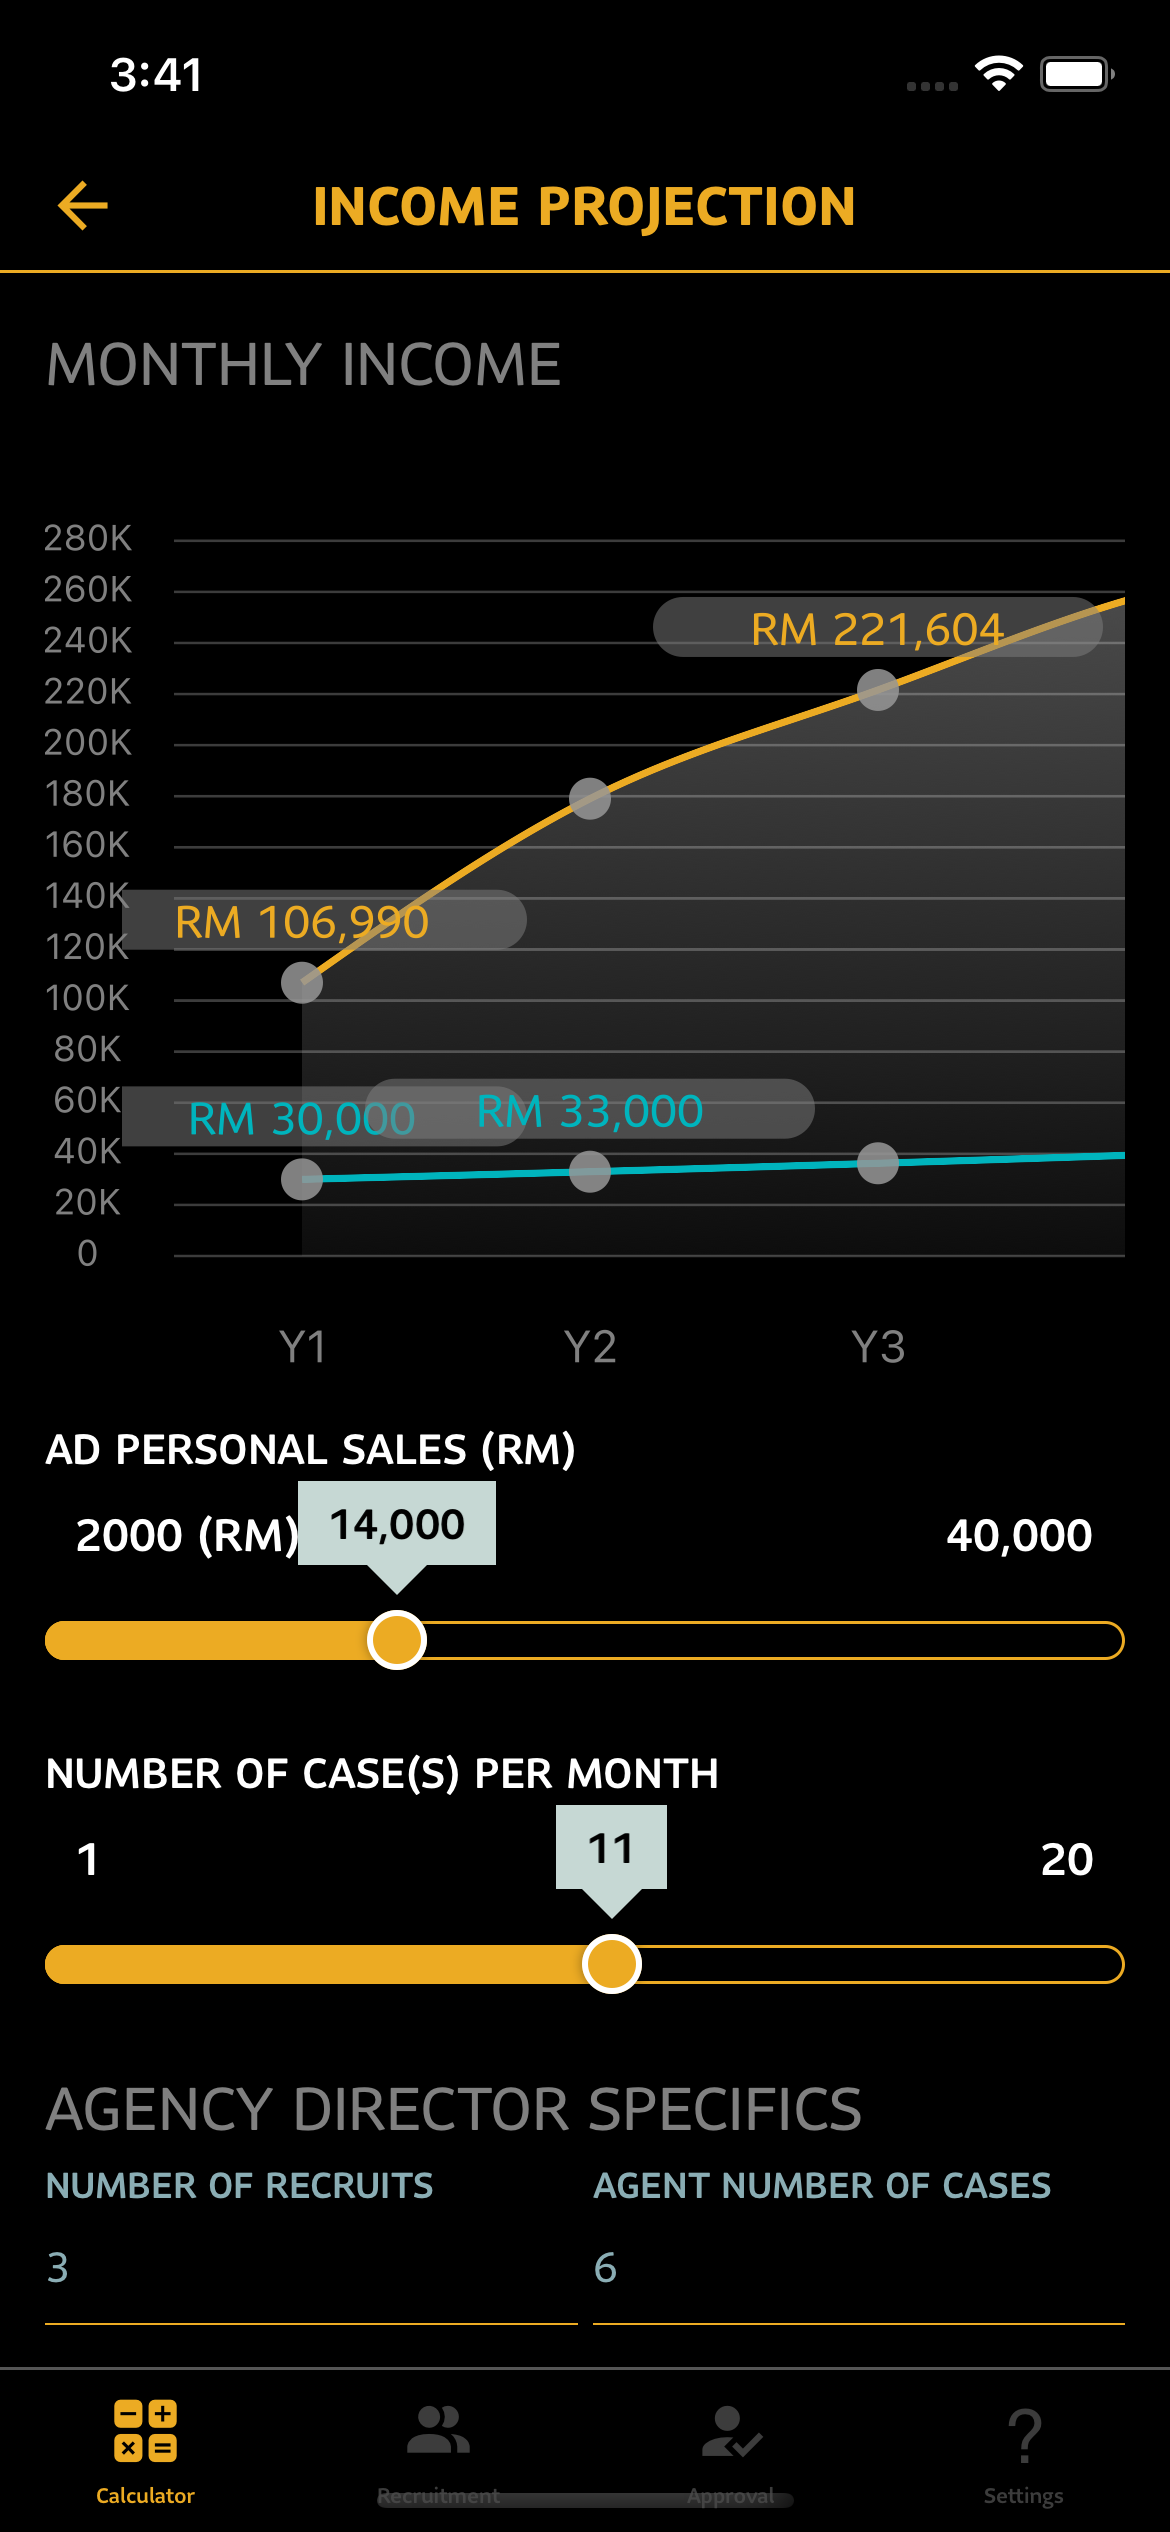 3:41
INCOME PROJECTION
MONTHLY INCOME
280K
260K
240K
220K
200K
180K
160K
140K
120K
100K
80K
60K
40K
20K
0
RM 221,604
RM 106,990
RM 30,000
RM 33,000
Y1 Y2 Y3
AD PERSONAL SALES (RM)
2000 (RM) 14,000 40,000
NUMBER OF CASE(S) PER MONTH
1 11 20
AGENCY DIRECTOR SPECIFICS
NUMBER OF RECRUITS AGENT NUMBER OF CASES
3 6
Calculator Recruitment Approval Settings